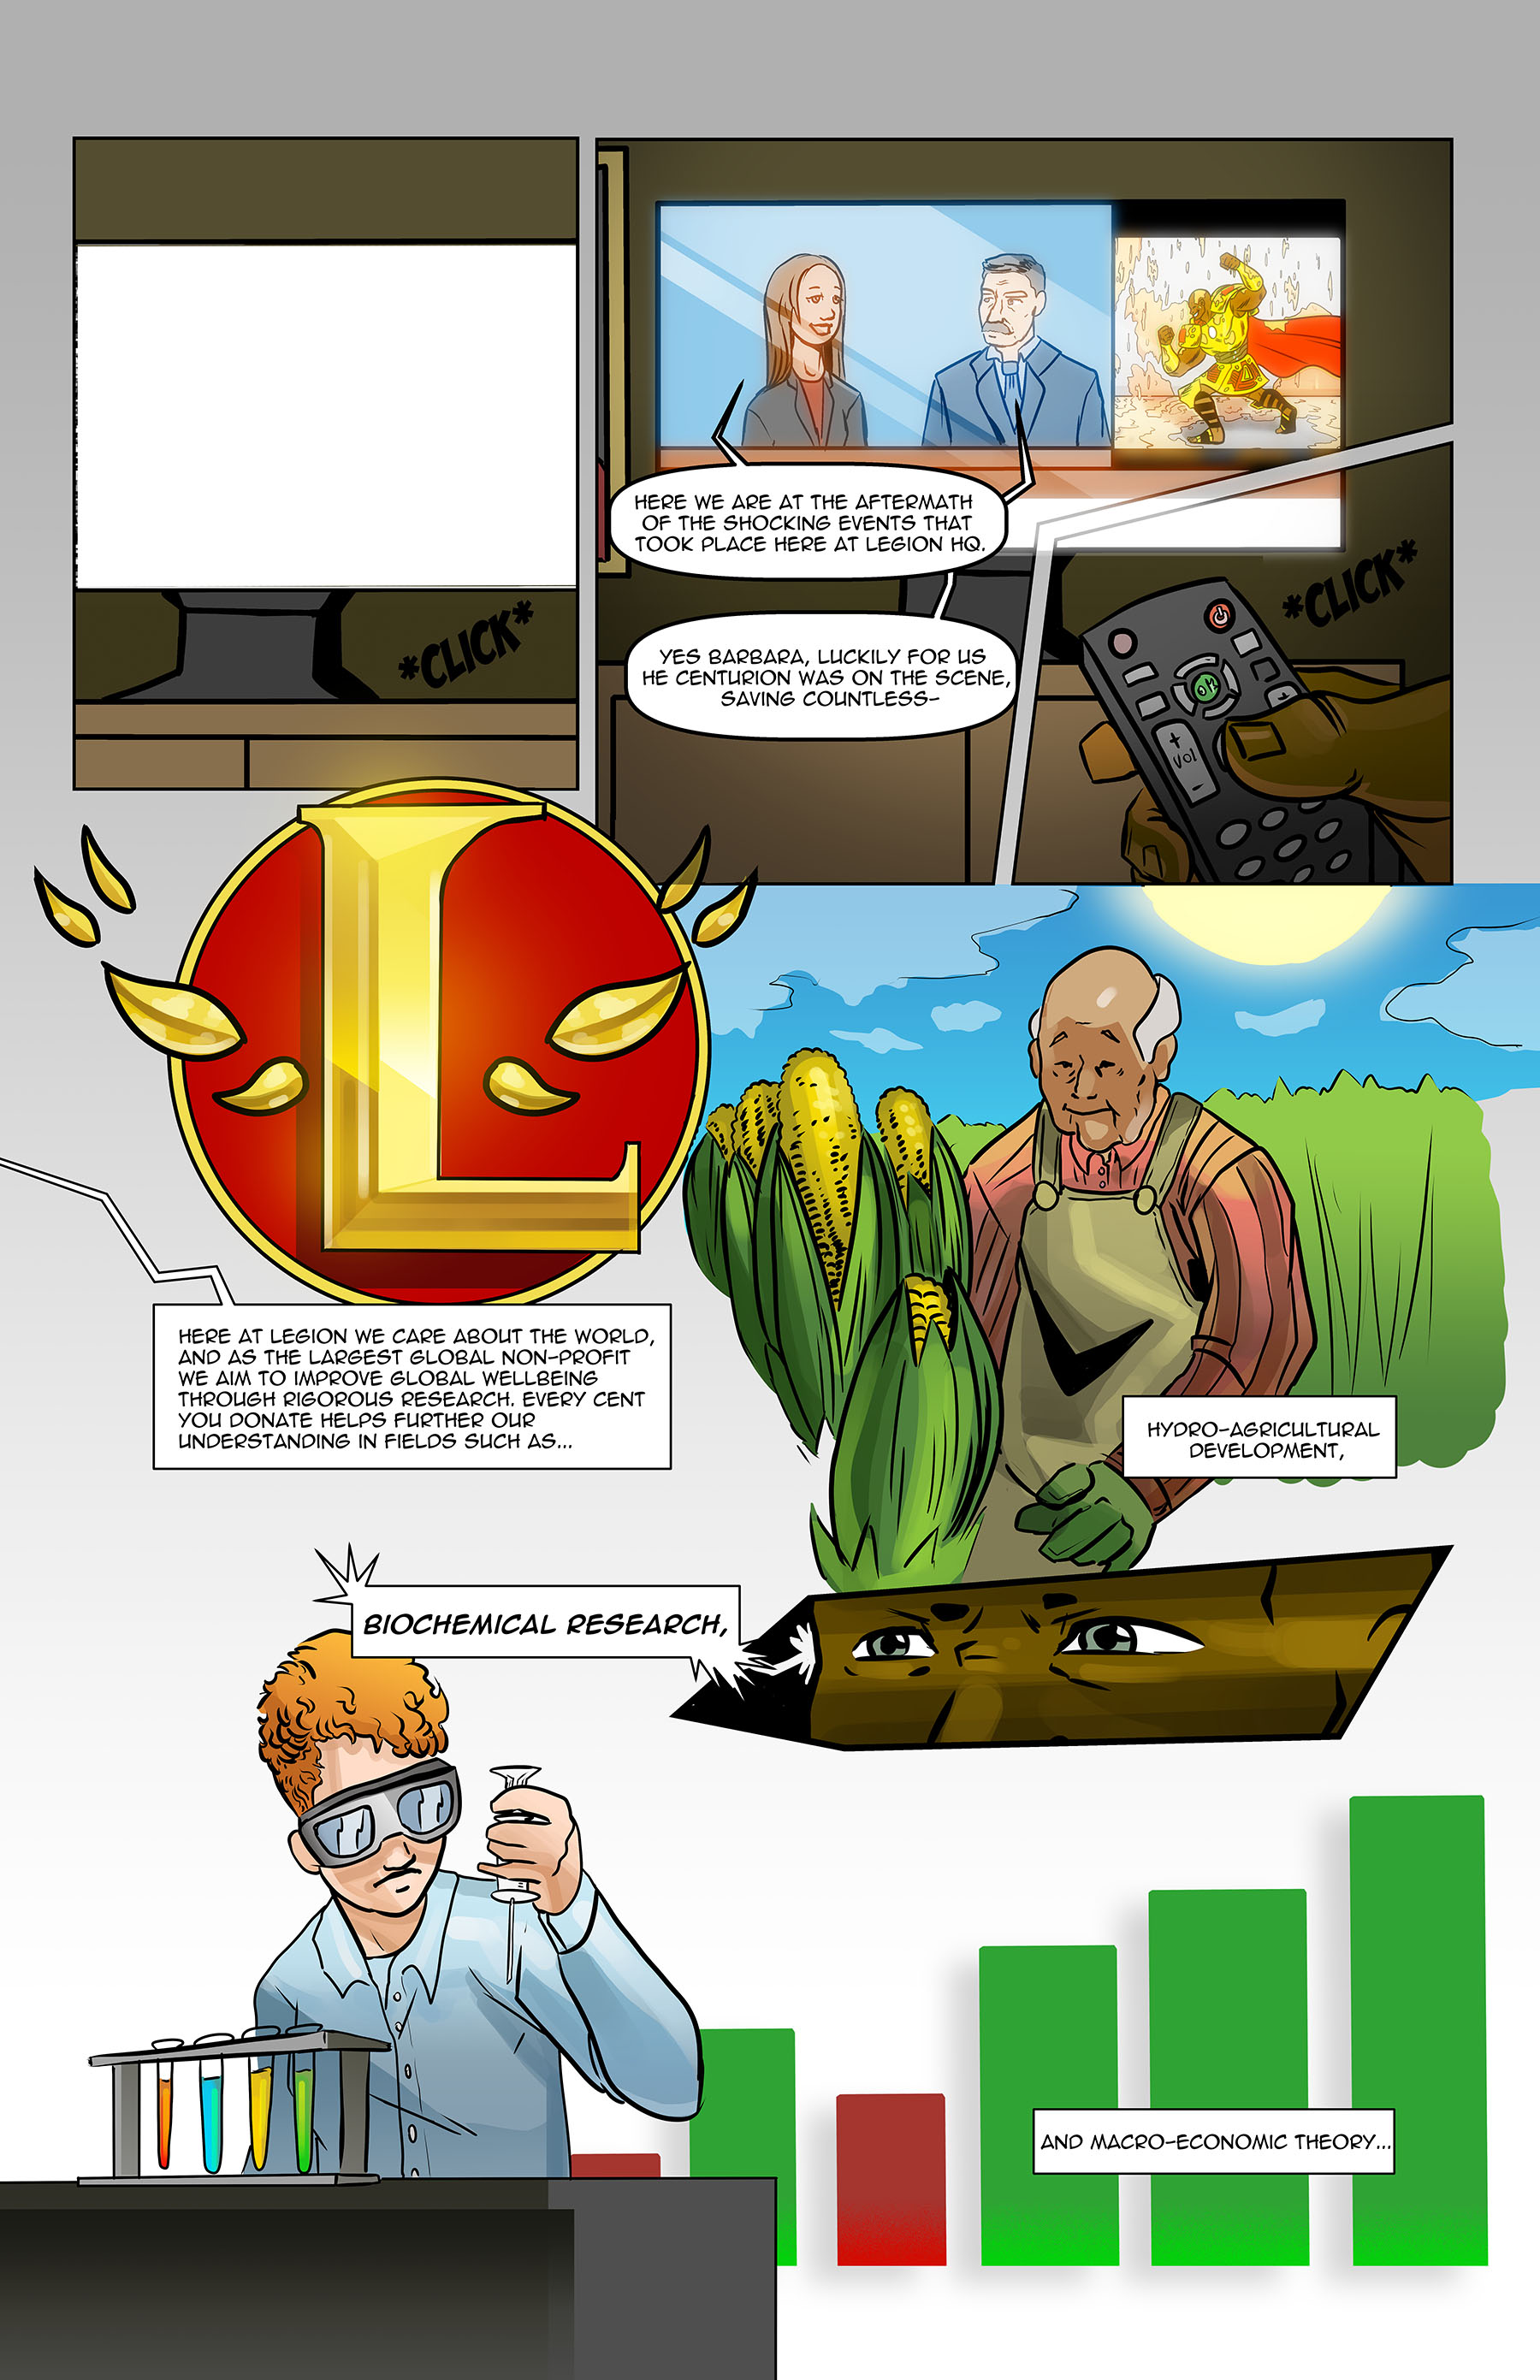 *CLICK*
HERE WE ARE AT THE AFTERMATH
OF THE SHOCKING EVENTS THAT
TOOK PLACE HERE AT LEGION HQ.
YES BARBARA, LUCKILY FOR US
HE CENTURION WAS ON THE SCENE,
SAVING COUNTLESS-
*CLICK*
OK
+
VOL
-
+
L
HERE AT LEGION WE CARE ABOUT THE WORLD,
AND AS THE LARGEST GLOBAL NON-PROFIT
WE AIM TO IMPROVE GLOBAL WELLBEING
THROUGH RIGOROUS RESEARCH. EVERY CENT
YOU DONATE HELPS FURTHER OUR
UNDERSTANDING IN FIELDS SUCH AS...
HYDRO-AGRICULTURAL
DEVELOPMENT,
BIOCHEMICAL RESEARCH,
AND MACRO-ECONOMIC THEORY...